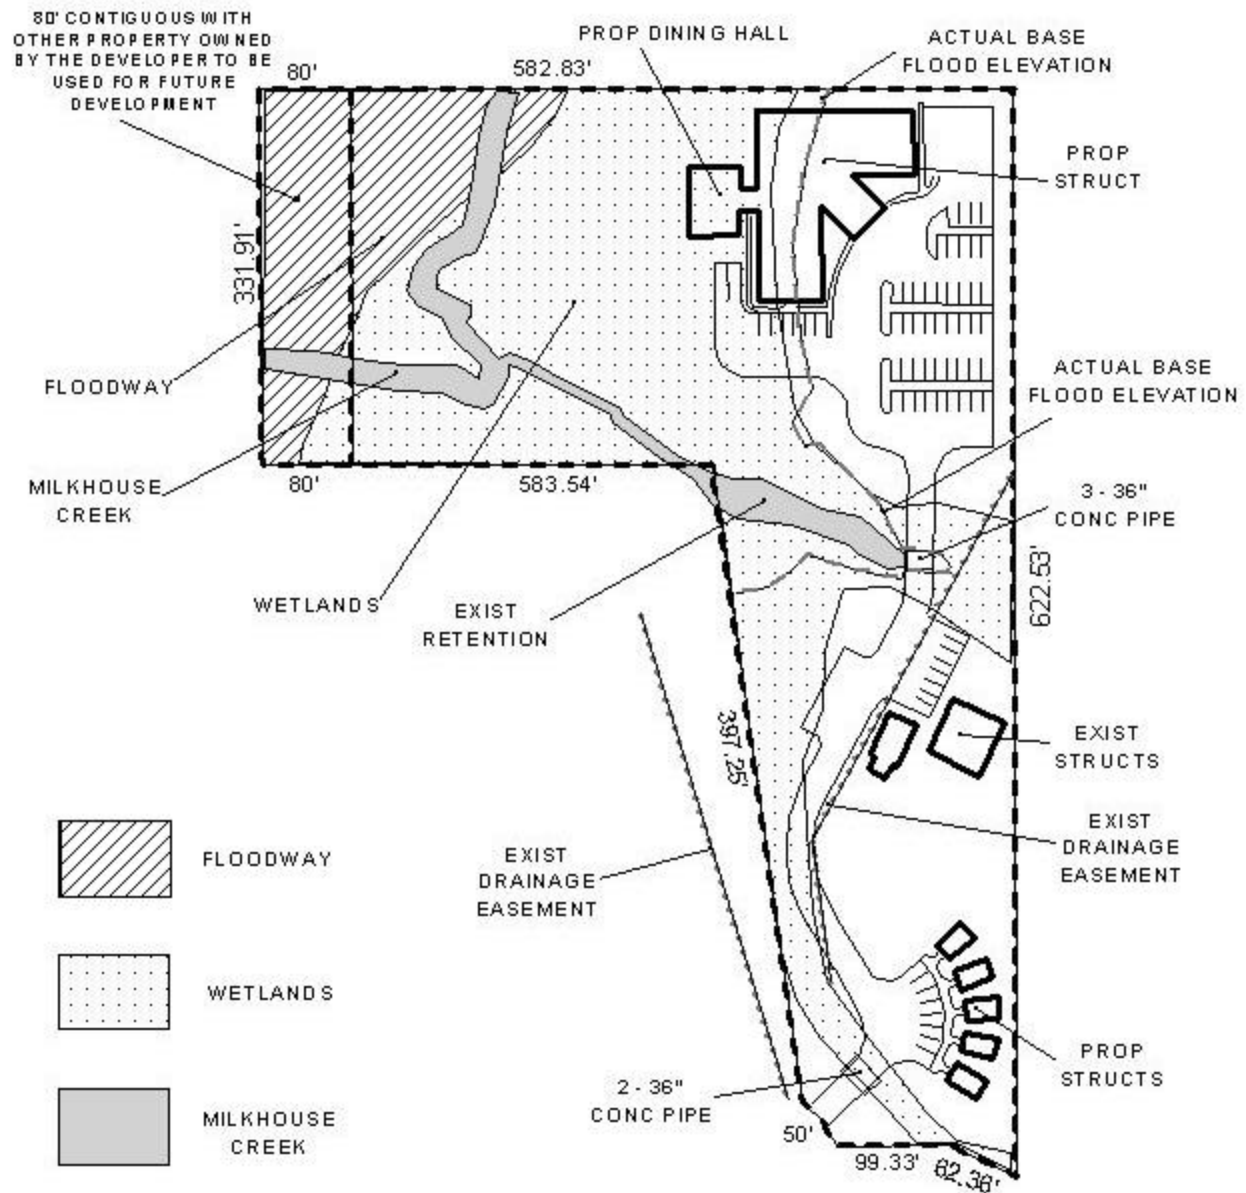 80' CONTIGUOUS WITH
OTHER PROPERTY OWNED
BY THE DEVELOPER TO BE
USED FOR FUTURE
DEVELOPMENT
80'
582.83'
PROP DINING HALL
ACTUAL BASE
FLOOD ELEVATION
PROP
STRUCT
331.91'
FLOODWAY
ACTUAL BASE
FLOOD ELEVATION
MILKHOUSE
CREEK
80'
583.54'
3 - 36"
CONC PIPE
WETLANDS
EXIST
RETENTION
622.53'
397.25'
EXIST
STRUCTS
EXIST
DRAINAGE
EASEMENT
EXIST
DRAINAGE
EASEMENT
FLOODWAY
WETLANDS
MILKHOUSE
CREEK
2 - 36"
CONC PIPE
PROP
STRUCTS
50'
99.33'
62.36'